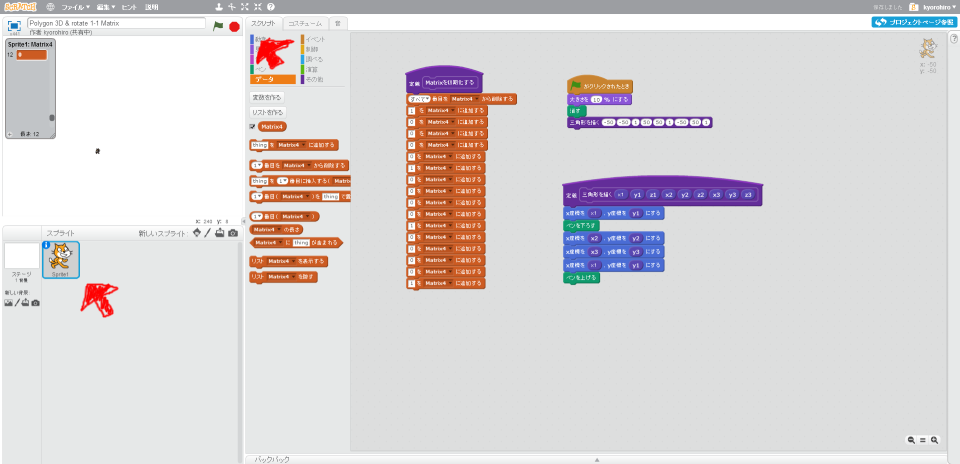 SCRATCH ファイル▼ 編集▼ ヒント 説明 kyorohiro ▼
Polygon 3D & rotate 1-1 Matrix
作者 kyorohiro (共有中)
Sprite1: Matrix4
12 0
長さ: 12
X: 240 y: 0
スプライト 新しいスプライト:
Sprite1
ステージ
1 背景
新しい背景:
スクリプト コスチューム 音
イベント
制御
調べる
ペン 演算
データ その他
変数を作る
リストを作る
Matrix4
thing を Matrix4 に追加する
1 番目を Matrix4 から削除する
thing を 1 番目に挿入する( Matrix
1 番目( Matrix4 )を thing で置
1 番目( Matrix4 )
Matrix4 の長さ
Matrix4 に thing が含まれる
リスト Matrix4 を表示する
リスト Matrix4 を隠す
バックパック
プロジェクトページ参照
x: -50
y: -50
定義 Matrixを初期化する
すべて 番目を Matrix4 から削除する
1 を Matrix4 に追加する
0 を Matrix4 に追加する
0 を Matrix4 に追加する
0 を Matrix4 に追加する
0 を Matrix4 に追加する
1 を Matrix4 に追加する
0 を Matrix4 に追加する
0 を Matrix4 に追加する
0 を Matrix4 に追加する
0 を Matrix4 に追加する
1 を Matrix4 に追加する
0 を Matrix4 に追加する
0 を Matrix4 に追加する
0 を Matrix4 に追加する
0 を Matrix4 に追加する
1 を Matrix4 に追加する
がクリックされたとき
大きさを 10 % にする
消す
三角形を描く -50 -50 1 50 50 1 -50 50 1
定義 三角形を描く x1 y1 z1 x2 y2 z2 x3 y3 z3
x座標を x1 、y座標を y1 にする
ペンを下ろす
x座標を x2 、y座標を y2 にする
x座標を x3 、y座標を y3 にする
x座標を x1 、y座標を y1 にする
ペンを上げる